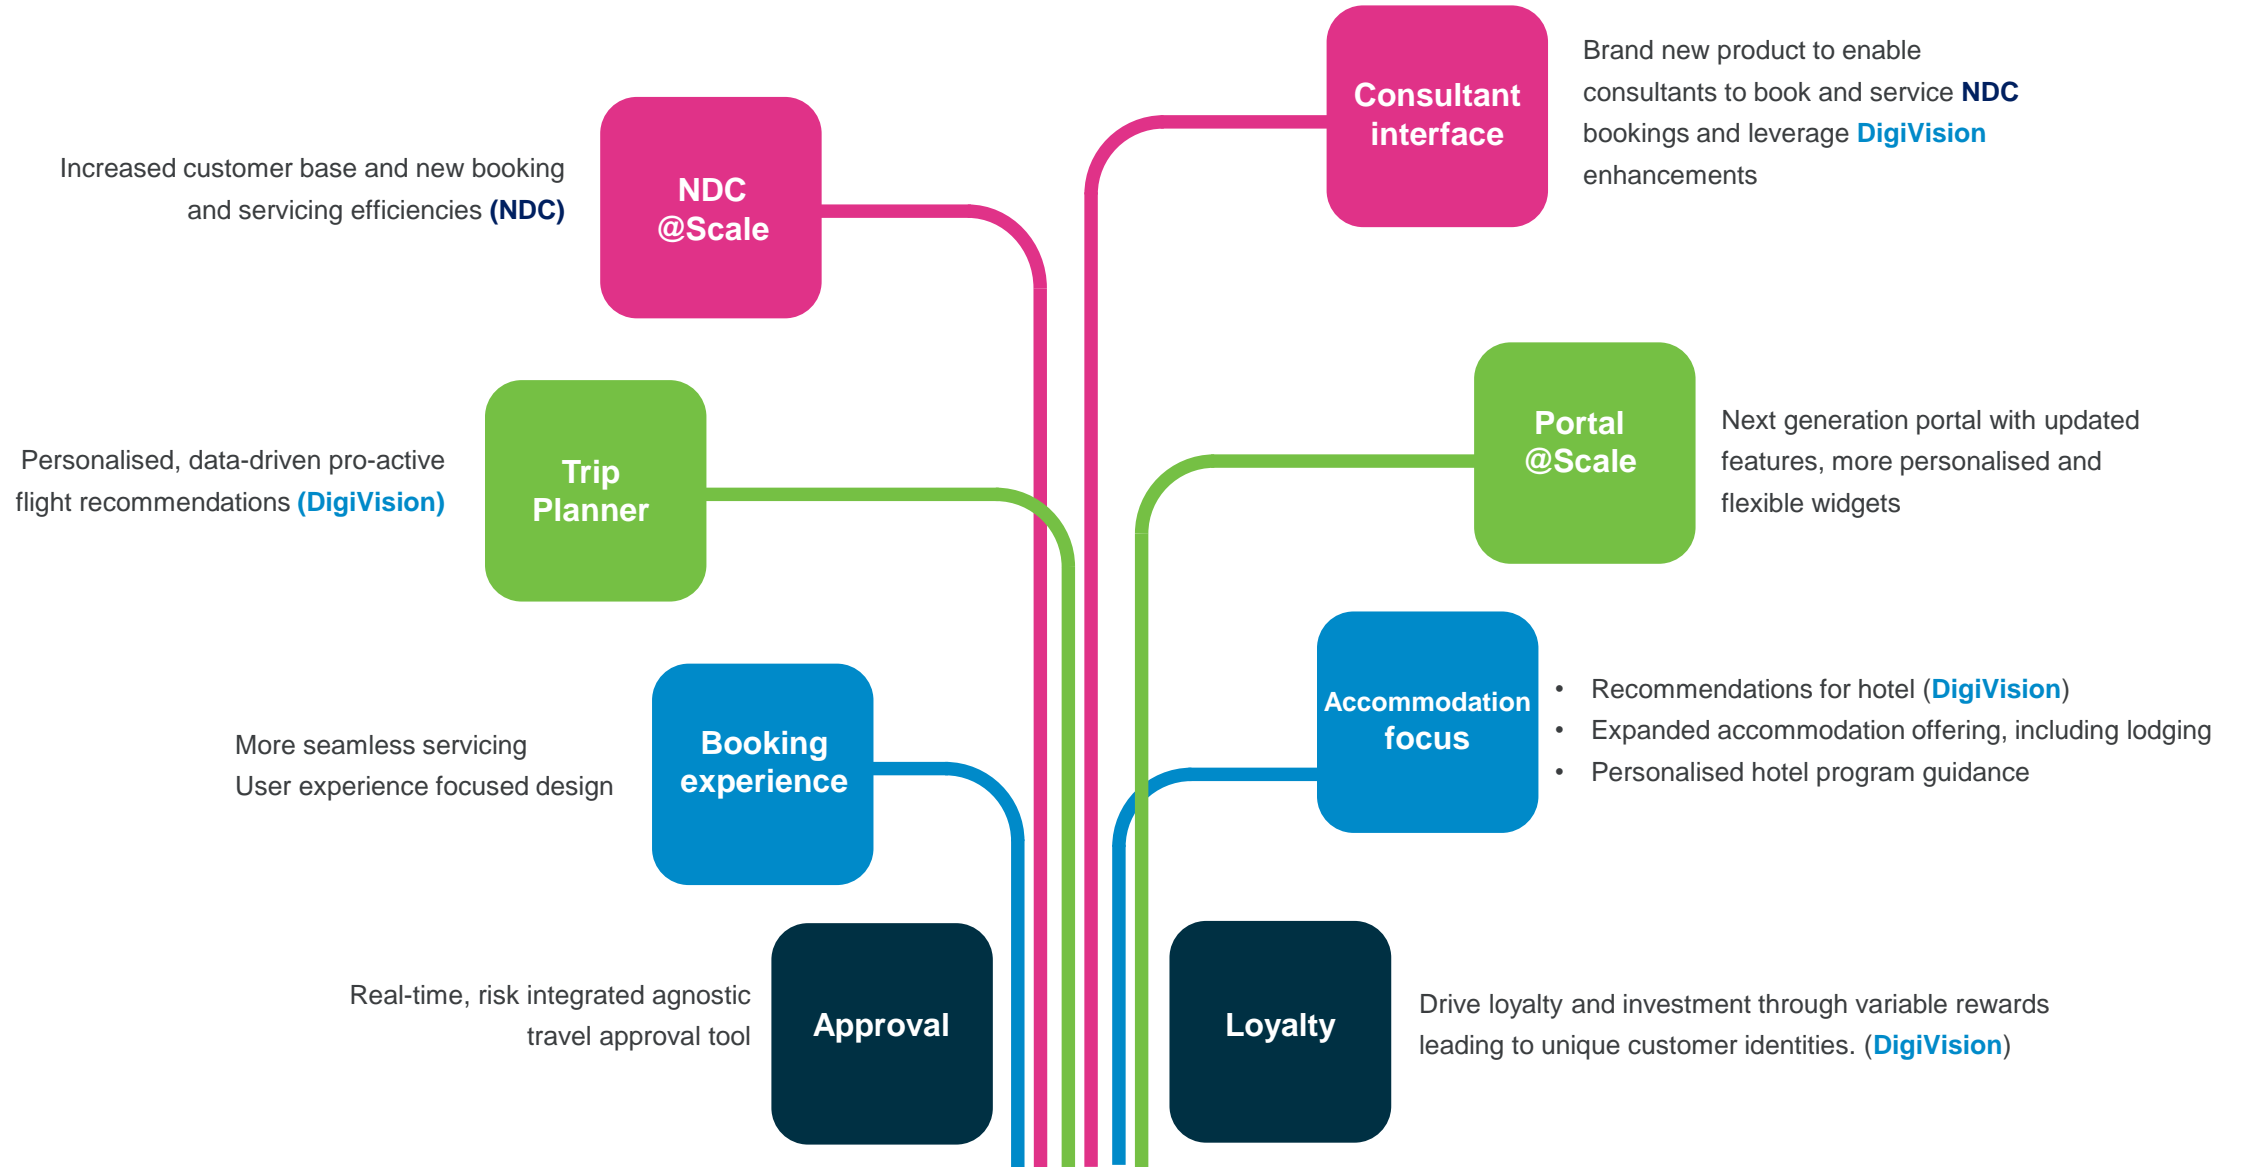 Consultant
interface
Brand new product to enable
consultants to book and service NDC
bookings and leverage DigiVision
enhancements
Increased customer base and new booking
and servicing efficiencies (NDC)
NDC
@Scale
Personalised, data-driven pro-active
flight recommendations (DigiVision)
Trip
Planner
Portal
@Scale
Next generation portal with updated
features, more personalised and
flexible widgets
More seamless servicing
User experience focused design
Booking
experience
Accommodation
focus
• Recommendations for hotel (DigiVision)
• Expanded accommodation offering, including lodging
• Personalised hotel program guidance
Real-time, risk integrated agnostic
travel approval tool
Approval
Loyalty
Drive loyalty and investment through variable rewards
leading to unique customer identities. (DigiVision)